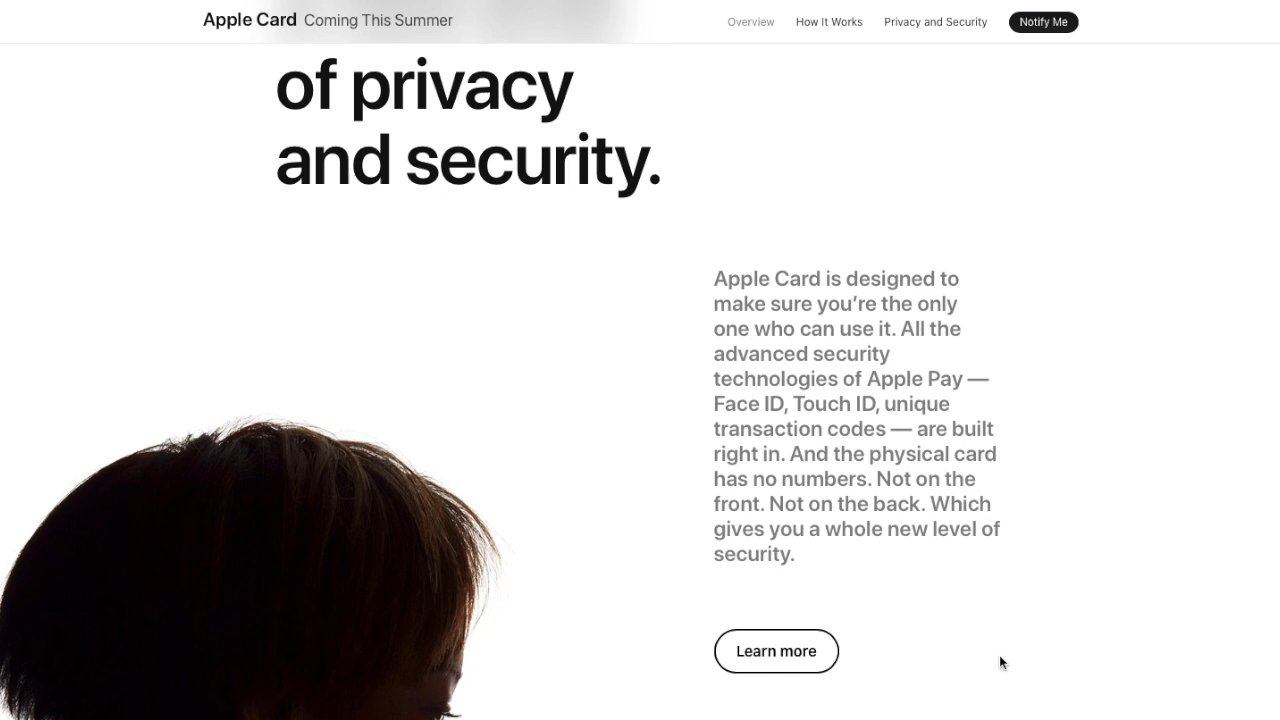 Apple Card Coming This Summer
Overview How It Works Privacy and Security Notify Me
of privacy
and security.
Apple Card is designed to
make sure you’re the only
one who can use it. All the
advanced security
technologies of Apple Pay —
Face ID, Touch ID, unique
transaction codes — are built
right in. And the physical card
has no numbers. Not on the
front. Not on the back. Which
gives you a whole new level of
security.
Learn more